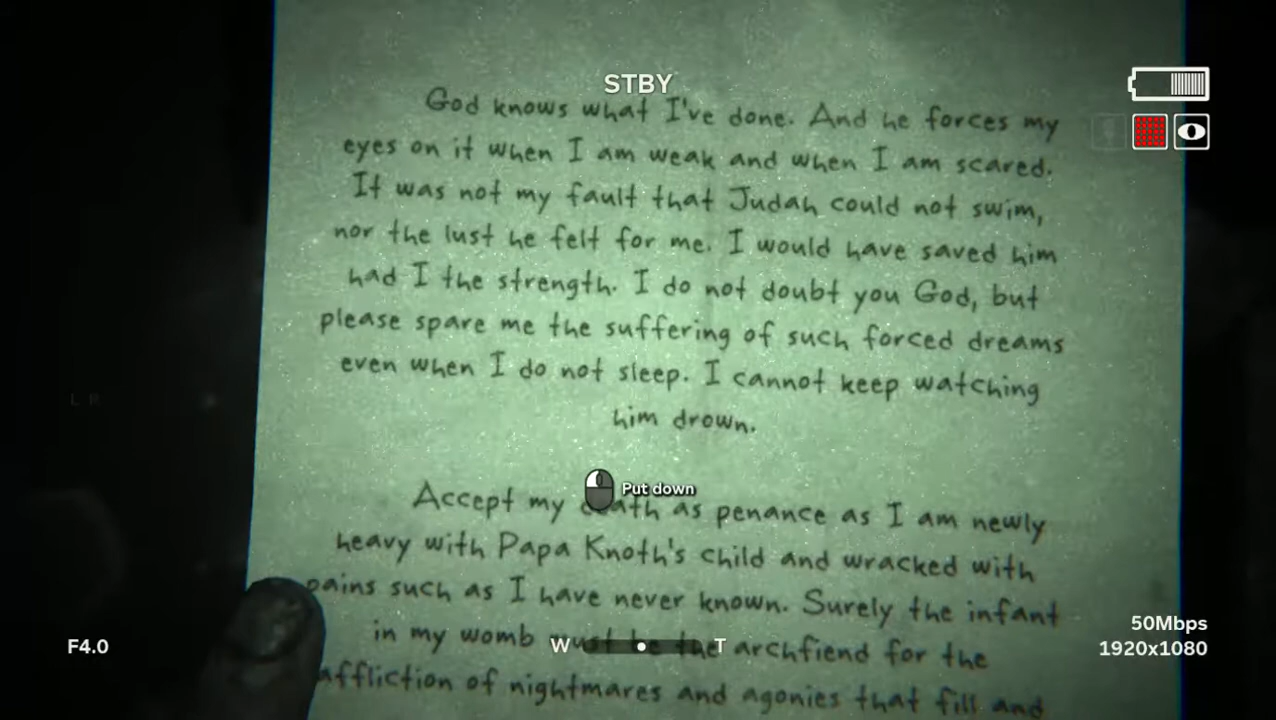 STBY
God knows what I've done. And he forces my
eyes on it when I am weak and when I am scared.
It was not my fault that Judah could not swim,
nor the lust he felt for me. I would have saved him
had I the strength. I do not doubt you God, but
please spare me the suffering of such forced dreams
even when I do not sleep. I cannot keep watching
him drown.
L R
Put down
Accept my death as penance as I am newly
heavy with Papa Knoth's child and wracked with
pains such as I have never known. Surely the infant
in my womb must be the archfiend for the
affliction of nightmares and agonies that fill and
F4.0
W T
50Mbps
1920x1080